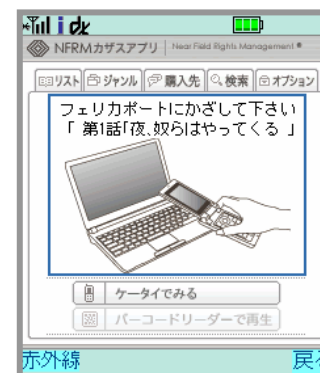 i dk
NFRMカザスアプリ Near Field Rights Management
リスト ジャンル 購入先 検索 オプション
フェリカポートにかざして下さい
「 第1話「夜、奴らはやってくる 」
ケータイでみる
バーコードリーダーで再生
赤外線 戻る